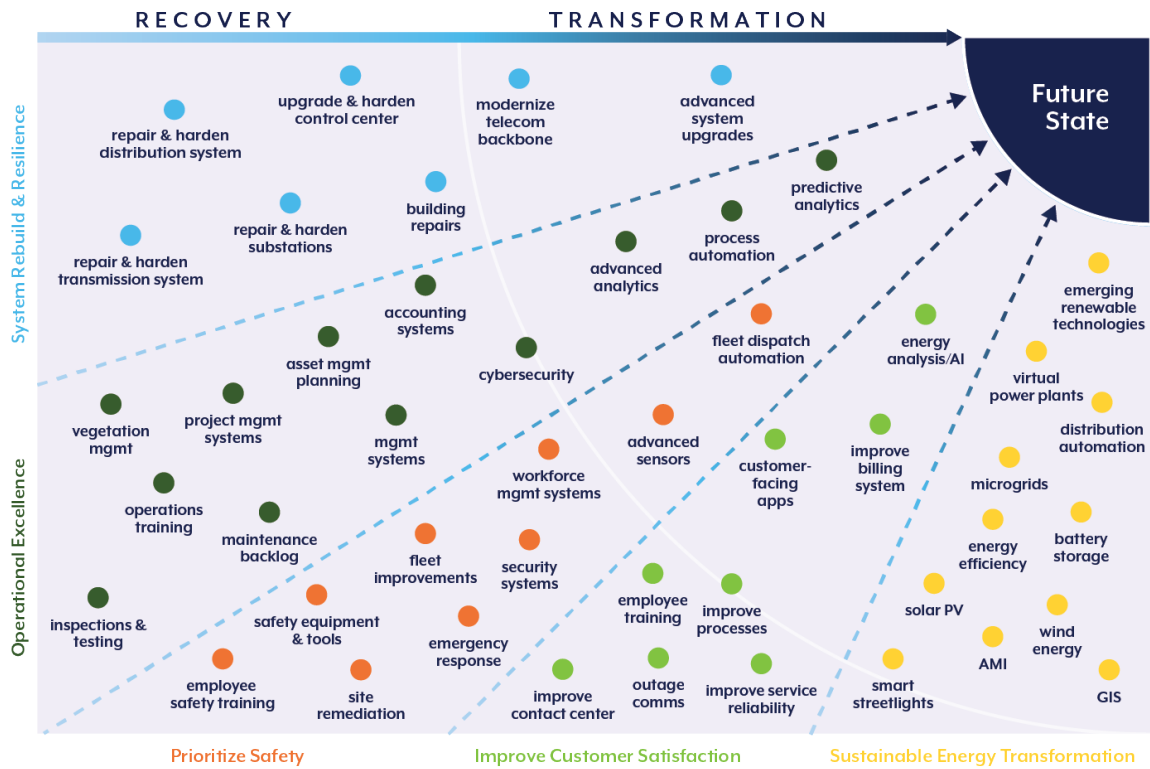 RECOVERY
TRANSFORMATION
Future
State
System Rebuild & Resilience
upgrade & harden
control center
modernize
telecom
backbone
advanced
system
upgrades
repair & harden
distribution system
building
repairs
repair & harden
substations
repair & harden
transmission system
predictive
analytics
process
automation
advanced
analytics
accounting
systems
asset mgmt
planning
cybersecurity
vegetation
mgmt
project mgmt
systems
mgmt
systems
operations
training
maintenance
backlog
inspections &
testing
Operational Excellence
fleet dispatch
automation
advanced
sensors
workforce
mgmt systems
fleet
improvements
security
systems
safety equipment
& tools
emergency
response
employee
safety training
site
remediation
energy
analysis/AI
customer-
facing
apps
improve
billing
system
employee
training
improve
processes
improve
contact center
outage
comms
improve service
reliability
emerging
renewable
technologies
virtual
power plants
distribution
automation
microgrids
energy
efficiency
battery
storage
solar PV
wind
energy
AMI
smart
streetlights
GIS
Prioritize Safety
Improve Customer Satisfaction
Sustainable Energy Transformation